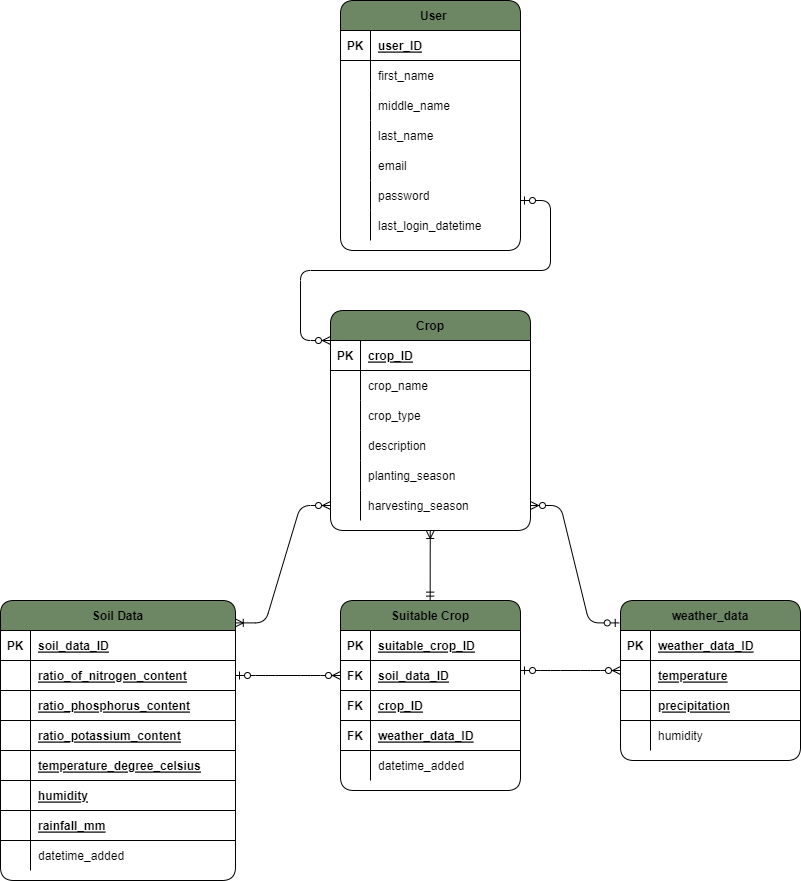 User
PK user_ID
first_name
middle_name
last_name
email
password
last_login_datetime
Crop
PK crop_ID
crop_name
crop_type
description
planting_season
harvesting_season
Soil Data
PK soil_data_ID
ratio_of_nitrogen_content
ratio_phosphorus_content
ratio_potassium_content
temperature_degree_celsius
humidity
rainfall_mm
datetime_added
Suitable Crop
PK suitable_crop_ID
FK soil_data_ID
FK crop_ID
FK weather_data_ID
datetime_added
weather_data
PK weather_data_ID
temperature
precipitation
humidity